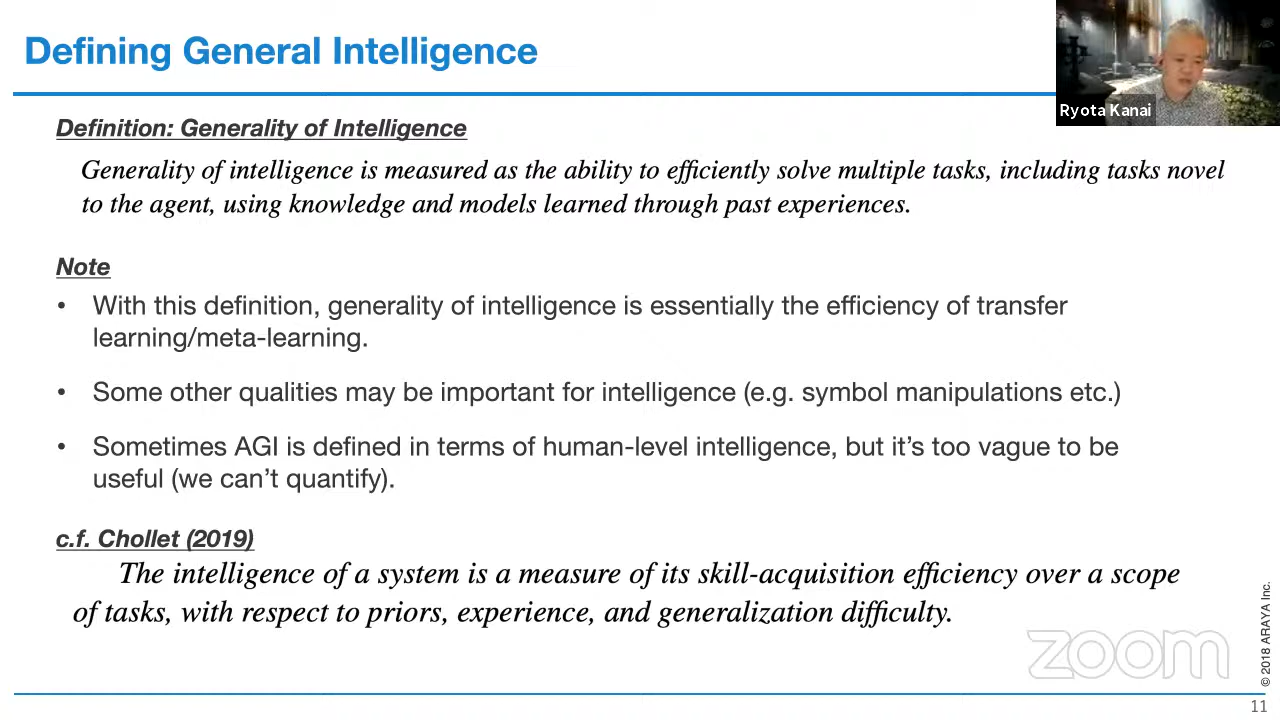 Defining General Intelligence
Ryota Kanai
Definition: Generality of Intelligence
Generality of intelligence is measured as the ability to efficiently solve multiple tasks, including tasks novel
to the agent, using knowledge and models learned through past experiences.
Note
• With this definition, generality of intelligence is essentially the efficiency of transfer
learning/meta-learning.
• Some other qualities may be important for intelligence (e.g. symbol manipulations etc.)
• Sometimes AGI is defined in terms of human-level intelligence, but it’s too vague to be
useful (we can’t quantify).
c.f. Chollet (2019)
The intelligence of a system is a measure of its skill-acquisition efficiency over a scope
of tasks, with respect to priors, experience, and generalization difficulty.
zoom
© 2018 ARAYA Inc.
11